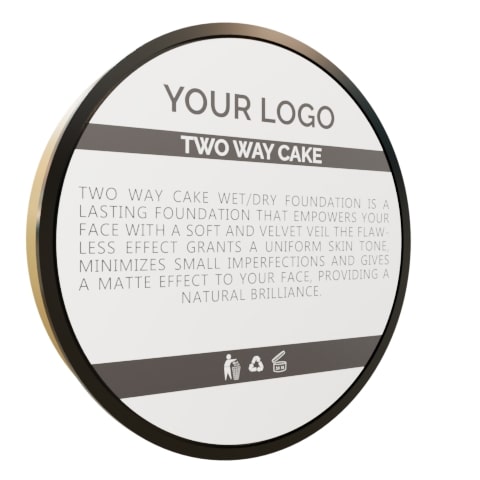 YOUR LOGO
TWO WAY CAKE
TWO WAY CAKE WET/DRY FOUNDATION IS A
LASTING FOUNDATION THAT EMPOWERS YOUR
FACE WITH A SOFT AND VELVET VEIL THE FLAW-
LESS EFFECT GRANTS A UNIFORM SKIN TONE,
MINIMIZES SMALL IMPERFECTIONS AND GIVES
A MATTE EFFECT TO YOUR FACE, PROVIDING A
NATURAL BRILLIANCE.